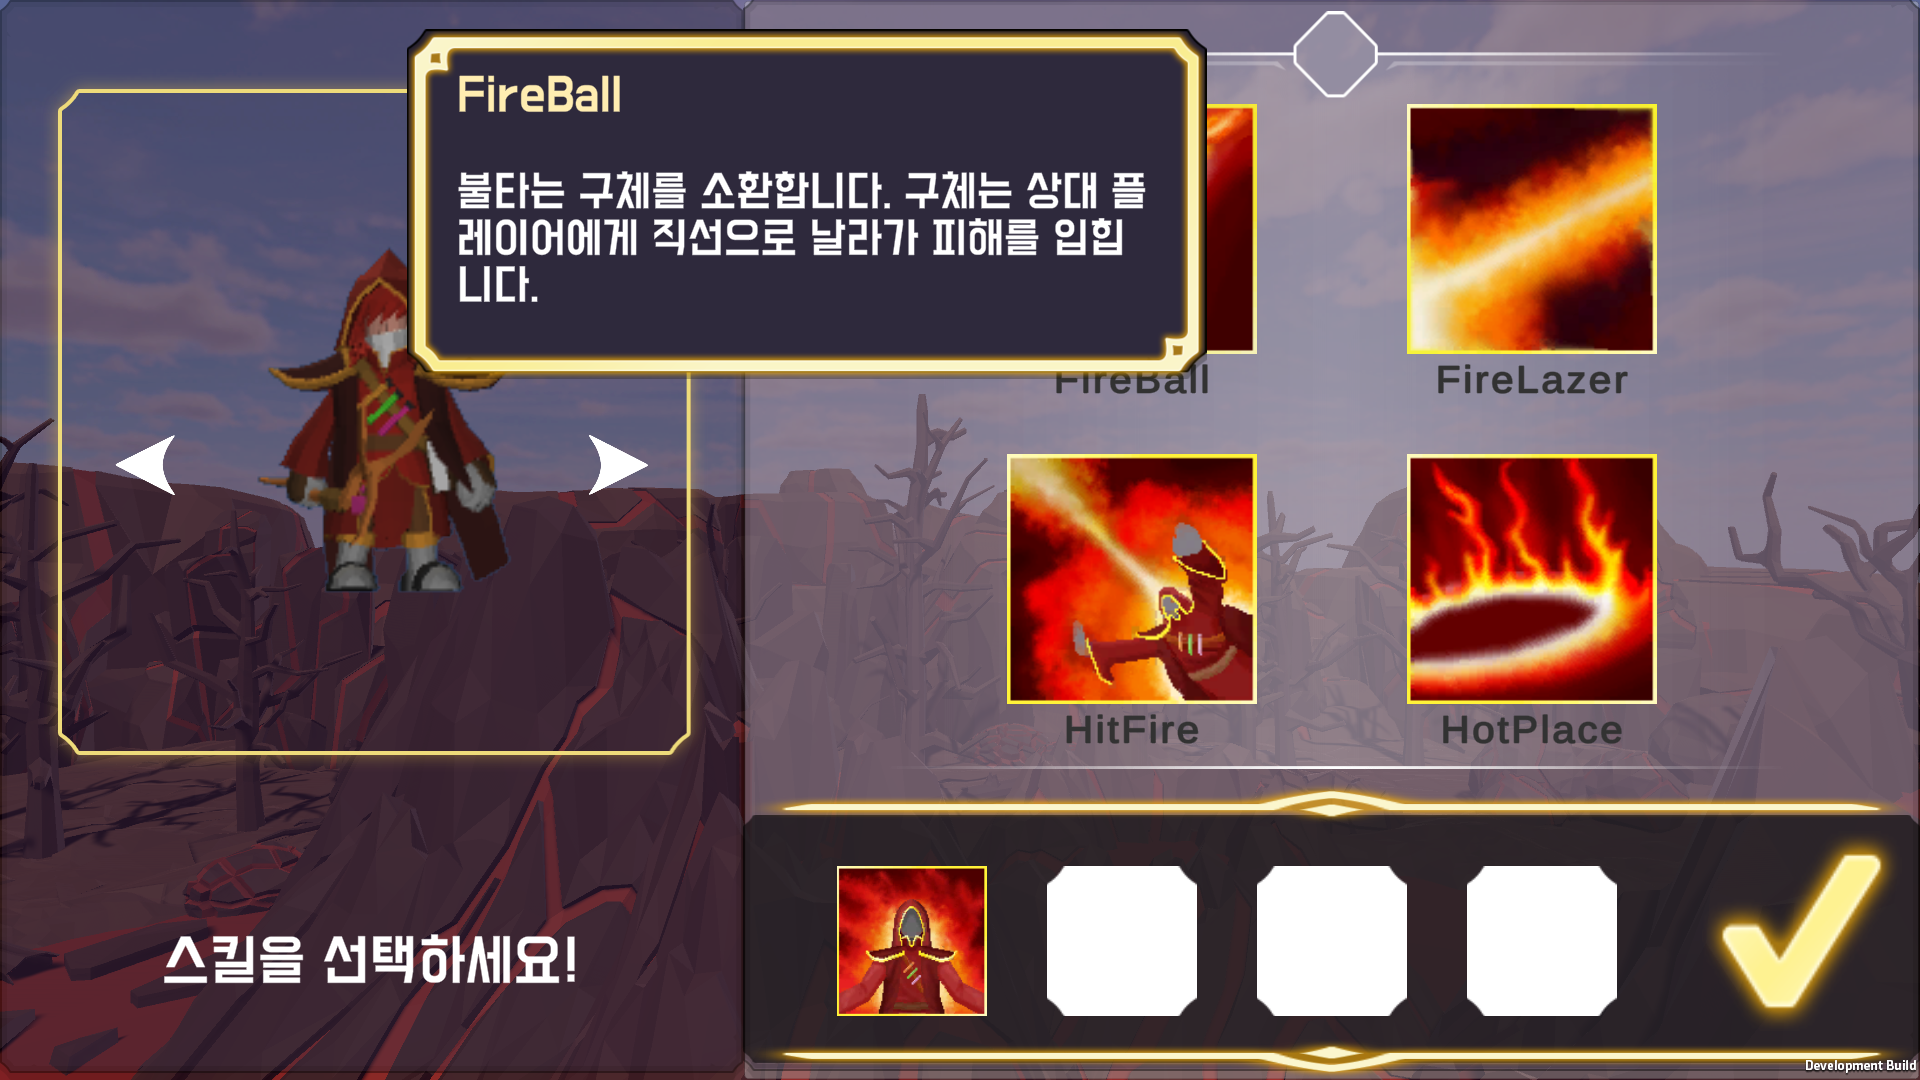 FireBall
불타는 구체를 소환합니다. 구체는 상대 플
레이어에게 직선으로 날라가 피해를 입힙
니다.
FireBall
FireLazer
HitFire
HotPlace
스킬을 선택하세요!
Development Build